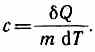 c = δQ / (m dT).